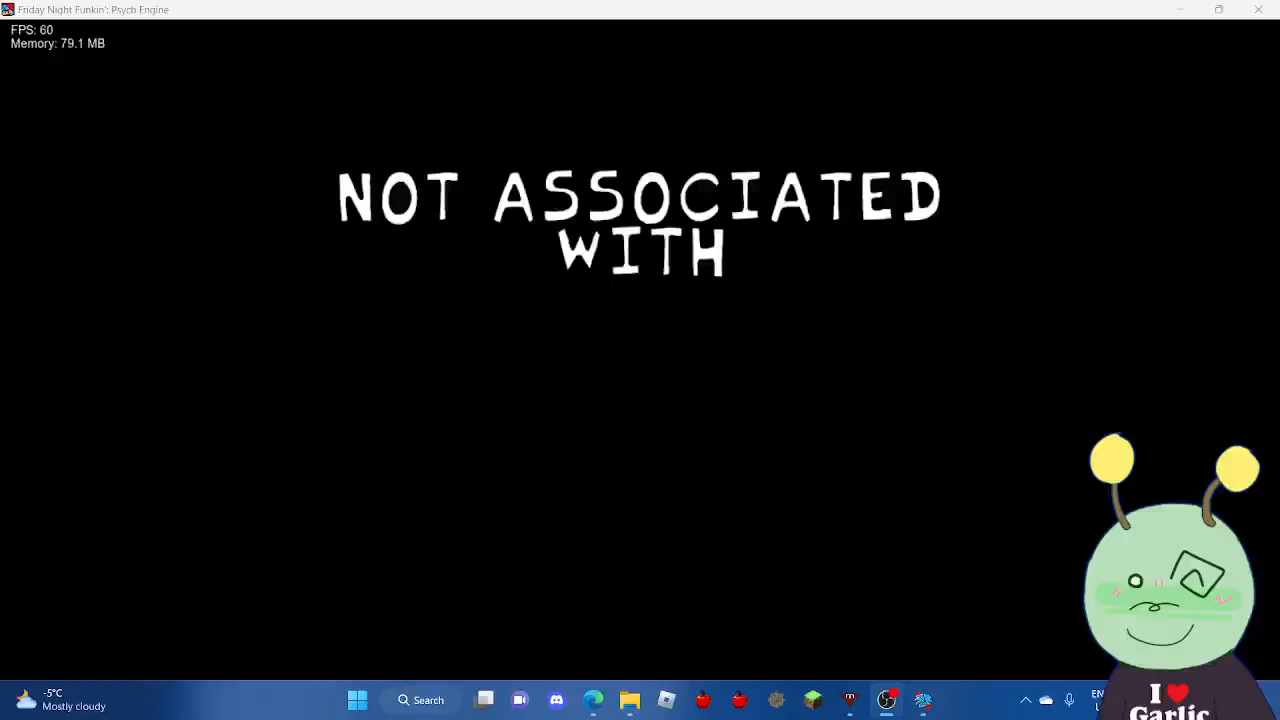 Friday Night Funkin': Psych Engine
FPS: 60
Memory: 79.1 MB
NOT ASSOCIATED
WITH
I ♥
Garlic
-5°C
Mostly cloudy
Search
EN